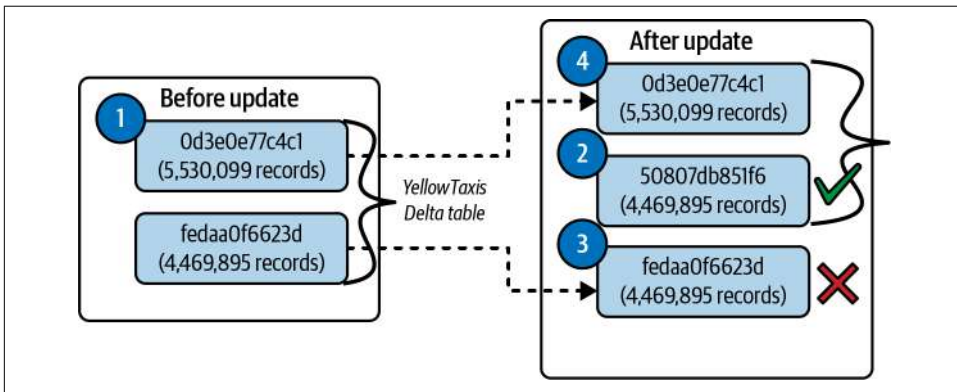 Before update
1
0d3e0e77c4c1
(5,530,099 records)
fedaa0f6623d
(4,469,895 records)
YellowTaxis
Delta table
After update
4
0d3e0e77c4c1
(5,530,099 records)
2
50807db851f6
(4,469,895 records)
3
fedaa0f6623d
(4,469,895 records)